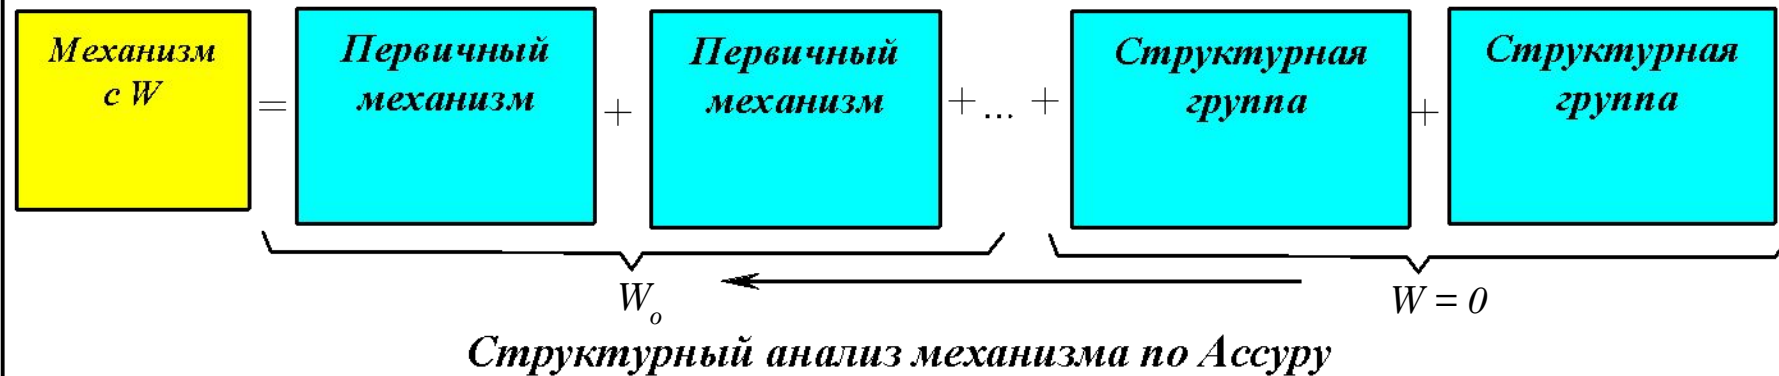 Механизм
с W
=
Первичный
механизм
+
Первичный
механизм
+ ... +
Структурная
группа
+
Структурная
группа
Wo
W = 0
Структурный анализ механизма по Ассуру